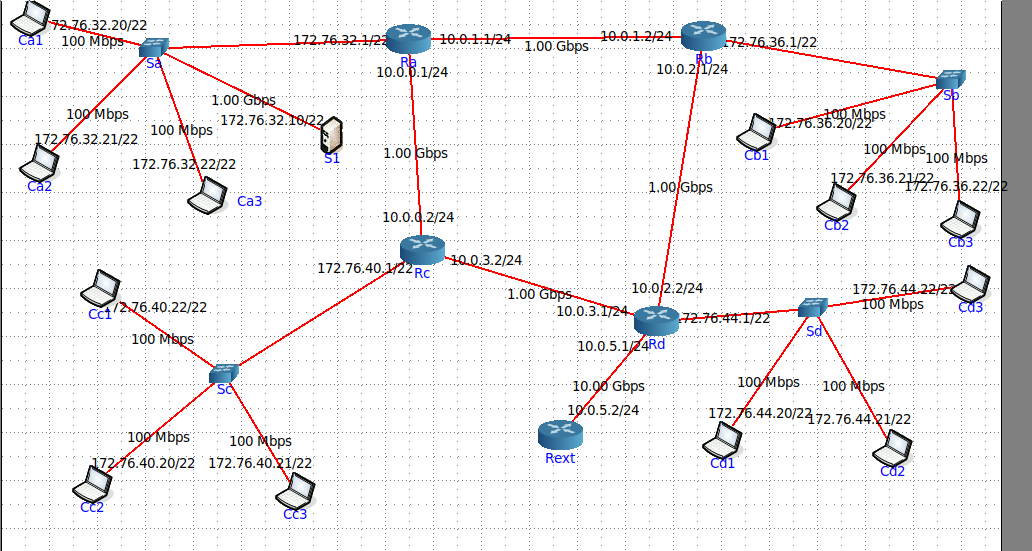 72.76.32.20/22
Ca1
100 Mbps
Sa
172.76.32.1/22
Ra
10.0.1.1/24
1.00 Gbps
10.0.1.2/24
Rb
172.76.36.1/22
10.0.0.1/24
10.0.2.1/24
Sb
1.00 Gbps
100 Mbps
172.76.32.10/22
100 Mbps
172.76.36.20/22
100 Mbps
172.76.32.21/22
S1
Cb1
100 Mbps
100 Mbps
1.00 Gbps
172.76.32.22/22
Ca2
172.76.36.21/22
172.76.36.22/22
1.00 Gbps
Ca3
10.0.0.2/24
Cb2
Cb3
172.76.40.1/22
Rc
10.0.3.2/24
10.0.2.2/24
172.76.44.22/22
1.00 Gbps
100 Mbps
Cd3
Cc1
172.76.40.22/22
10.0.3.1/24
172.76.44.1/22
Sd
100 Mbps
10.0.5.1/24
Rd
Sc
10.00 Gbps
100 Mbps
100 Mbps
10.0.5.2/24
172.76.44.20/22
172.76.44.21/22
100 Mbps
100 Mbps
172.76.40.20/22
172.76.40.21/22
Rext
Cd1
Cd2
Cc2
Cc3